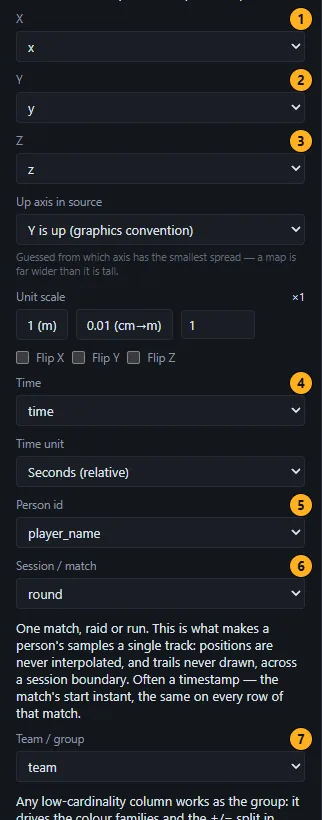 X
1
x
Y
2
y
Z
3
z
Up axis in source
Y is up (graphics convention)
Guessed from which axis has the smallest spread — a map is
far wider than it is tall.
Unit scale
×1
1 (m)
0.01 (cm→m)
1
Flip X
Flip Y
Flip Z
Time
4
time
Time unit
Seconds (relative)
Person id
5
player_name
Session / match
6
round
One match, raid or run. This is what makes a
person's samples a single track: positions are
never interpolated, and trails never drawn, across
a session boundary. Often a timestamp — the
match's start instant, the same on every row of
that match.
Team / group
7
team
Any low-cardinality column works as the group: it
drives the colour families and the +/− split in